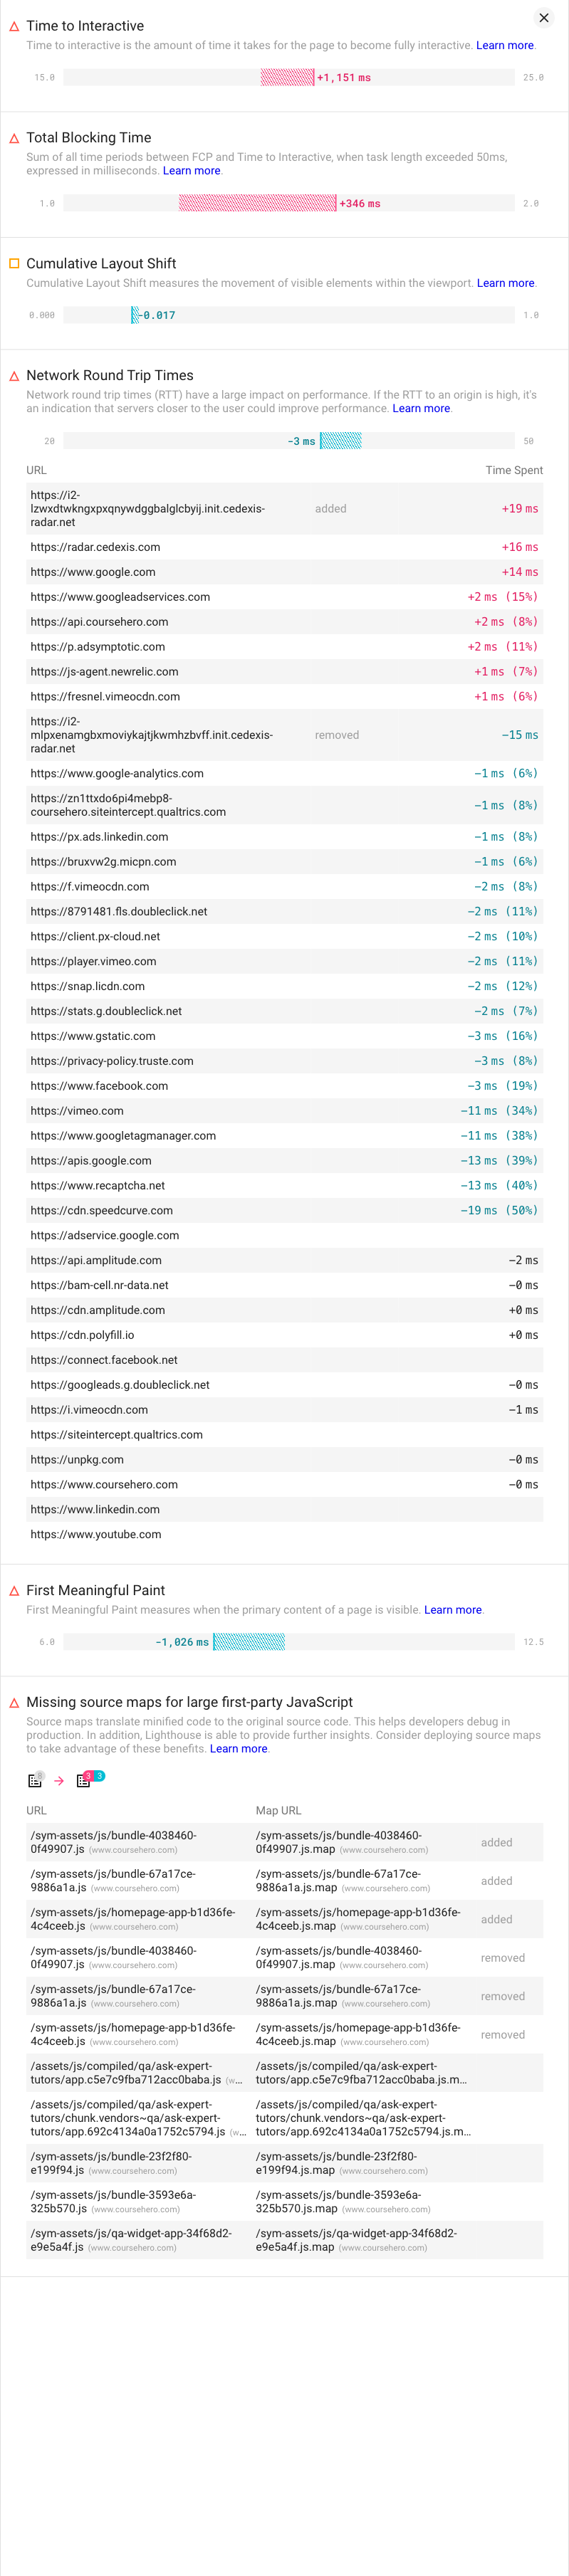 Time to Interactive
Time to interactive is the amount of time it takes for the page to become fully interactive. Learn more.
15.0 +1,151 ms 25.0
Total Blocking Time
Sum of all time periods between FCP and Time to Interactive, when task length exceeded 50ms,
expressed in milliseconds. Learn more.
1.0 +346 ms 2.0
Cumulative Layout Shift
Cumulative Layout Shift measures the movement of visible elements within the viewport. Learn more.
0.000 -0.017 1.0
Network Round Trip Times
Network round trip times (RTT) have a large impact on performance. If the RTT to an origin is high, it's
an indication that servers closer to the user could improve performance. Learn more.
20 -3 ms 50
URL Time Spent
https://i2-
lzwxdtwkngxpxqnywdggbalglcbyij.init.cedexis- added +19 ms
radar.net
https://radar.cedexis.com +16 ms
https://www.google.com +14 ms
https://www.googleadservices.com +2 ms (15%)
https://api.coursehero.com +2 ms (8%)
https://p.adsymptotic.com +2 ms (11%)
https://js-agent.newrelic.com +1 ms (7%)
https://fresnel.vimeocdn.com +1 ms (6%)
https://i2-
mlpxenamgbxmoviykajtjkwmhzbvff.init.cedexis- removed −15 ms
radar.net
https://www.google-analytics.com −1 ms (6%)
https://zn1ttxdo6pi4mebp8-
coursehero.siteintercept.qualtrics.com −1 ms (8%)
https://px.ads.linkedin.com −1 ms (8%)
https://bruxvw2g.micpn.com −1 ms (6%)
https://f.vimeocdn.com −2 ms (8%)
https://8791481.fls.doubleclick.net −2 ms (11%)
https://client.px-cloud.net −2 ms (10%)
https://player.vimeo.com −2 ms (11%)
https://snap.licdn.com −2 ms (12%)
https://stats.g.doubleclick.net −2 ms (7%)
https://www.gstatic.com −3 ms (16%)
https://privacy-policy.truste.com −3 ms (8%)
https://www.facebook.com −3 ms (19%)
https://vimeo.com −11 ms (34%)
https://www.googletagmanager.com −11 ms (38%)
https://apis.google.com −13 ms (39%)
https://www.recaptcha.net −13 ms (40%)
https://cdn.speedcurve.com −19 ms (50%)
https://adservice.google.com
https://api.amplitude.com −2 ms
https://bam-cell.nr-data.net −0 ms
https://cdn.amplitude.com +0 ms
https://cdn.polyfill.io +0 ms
https://connect.facebook.net
https://googleads.g.doubleclick.net −0 ms
https://i.vimeocdn.com −1 ms
https://siteintercept.qualtrics.com
https://unpkg.com −0 ms
https://www.coursehero.com −0 ms
https://www.linkedin.com
https://www.youtube.com
First Meaningful Paint
First Meaningful Paint measures when the primary content of a page is visible. Learn more.
6.0 -1,026 ms 12.5
Missing source maps for large first-party JavaScript
Source maps translate minified code to the original source code. This helps developers debug in
production. In addition, Lighthouse is able to provide further insights. Consider deploying source maps
to take advantage of these benefits. Learn more.
8 → 3 3
URL Map URL
/sym-assets/js/bundle-4038460- /sym-assets/js/bundle-4038460- added
0f49907.js (www.coursehero.com) 0f49907.js.map (www.coursehero.com)
/sym-assets/js/bundle-67a17ce- /sym-assets/js/bundle-67a17ce- added
9886a1a.js (www.coursehero.com) 9886a1a.js.map (www.coursehero.com)
/sym-assets/js/homepage-app-b1d36fe- /sym-assets/js/homepage-app-b1d36fe- added
4c4ceeb.js (www.coursehero.com) 4c4ceeb.js.map (www.coursehero.com)
/sym-assets/js/bundle-4038460- /sym-assets/js/bundle-4038460- removed
0f49907.js (www.coursehero.com) 0f49907.js.map (www.coursehero.com)
/sym-assets/js/bundle-67a17ce- /sym-assets/js/bundle-67a17ce- removed
9886a1a.js (www.coursehero.com) 9886a1a.js.map (www.coursehero.com)
/sym-assets/js/homepage-app-b1d36fe- /sym-assets/js/homepage-app-b1d36fe- removed
4c4ceeb.js (www.coursehero.com) 4c4ceeb.js.map (www.coursehero.com)
/assets/js/compiled/qa/ask-expert- /assets/js/compiled/qa/ask-expert-
tutors/app.c5e7c9fba712acc0baba.js (w… tutors/app.c5e7c9fba712acc0baba.js.m…
/assets/js/compiled/qa/ask-expert- /assets/js/compiled/qa/ask-expert-
tutors/chunk.vendors~qa/ask-expert- tutors/chunk.vendors~qa/ask-expert-
tutors/app.692c4134a0a1752c5794.js (w… tutors/app.692c4134a0a1752c5794.js.m…
/sym-assets/js/bundle-23f2f80- /sym-assets/js/bundle-23f2f80-
e199f94.js (www.coursehero.com) e199f94.js.map (www.coursehero.com)
/sym-assets/js/bundle-3593e6a- /sym-assets/js/bundle-3593e6a-
325b570.js (www.coursehero.com) 325b570.js.map (www.coursehero.com)
/sym-assets/js/qa-widget-app-34f68d2- /sym-assets/js/qa-widget-app-34f68d2-
e9e5a4f.js (www.coursehero.com) e9e5a4f.js.map (www.coursehero.com)